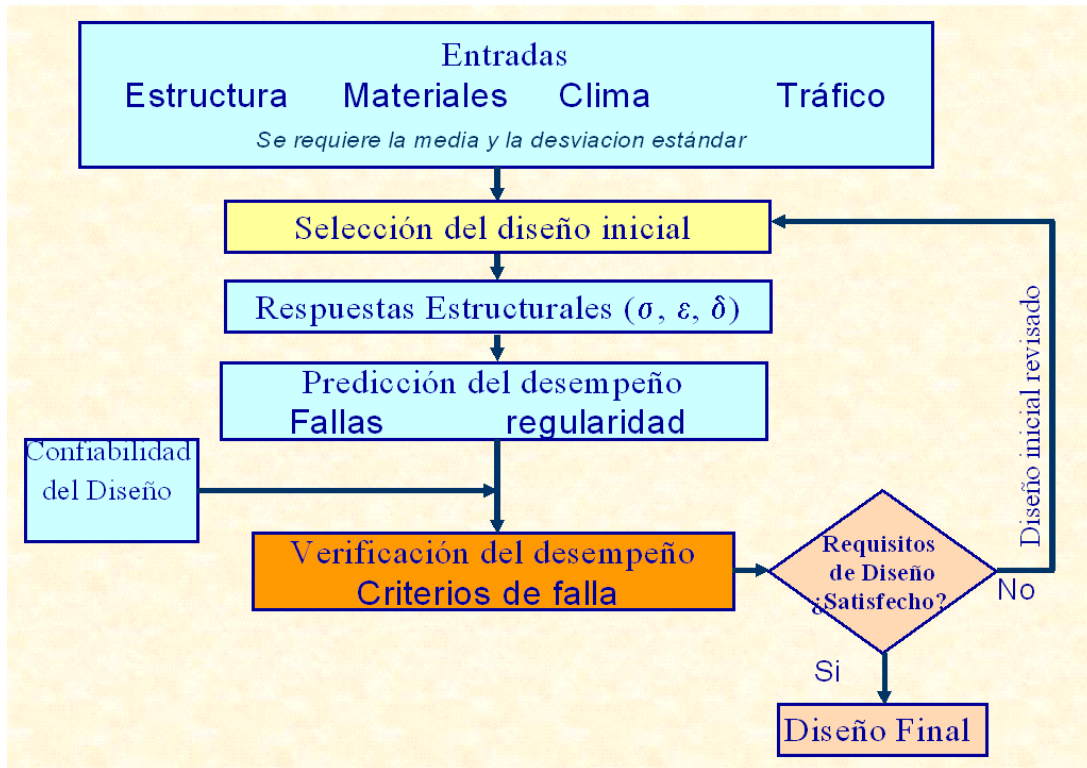 Entradas
Estructura Materiales Clima Tráfico
Se requiere la media y la desviacion estándar
Selección del diseño inicial
Respuestas Estructurales (σ, ε, δ)
Predicción del desempeño
Fallas regularidad
Confiabilidad
del Diseño
Verificación del desempeño
Criterios de falla
Requisitos
de Diseño
¿Satisfecho?
No
Diseño inicial revisado
Si
Diseño Final